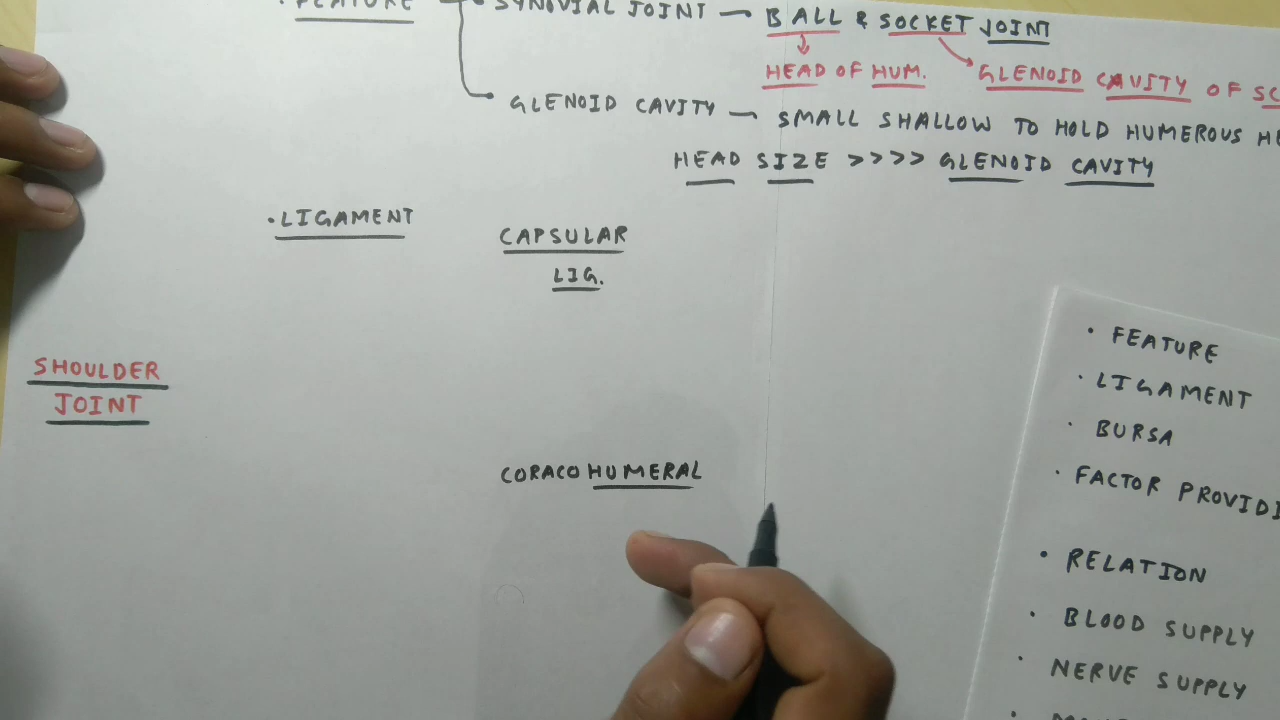 • FEATURE SYNOVIAL JOINT — BALL & SOCKET JOINT
HEAD OF HUM. GLENOID CAVITY OF
GLENOID CAVITY — SMALL SHALLOW TO HOLD HUMEROUS
HEAD SIZE >>>> GLENOID CAVITY
• LIGAMENT
CAPSULAR
LIG.
SHOULDER
JOINT
CORACOHUMERAL
• FEATURE
• LIGAMENT
• BURSA
• FACTOR
• RELATION
• BLOOD SUPPLY
• NERVE SUPPLY